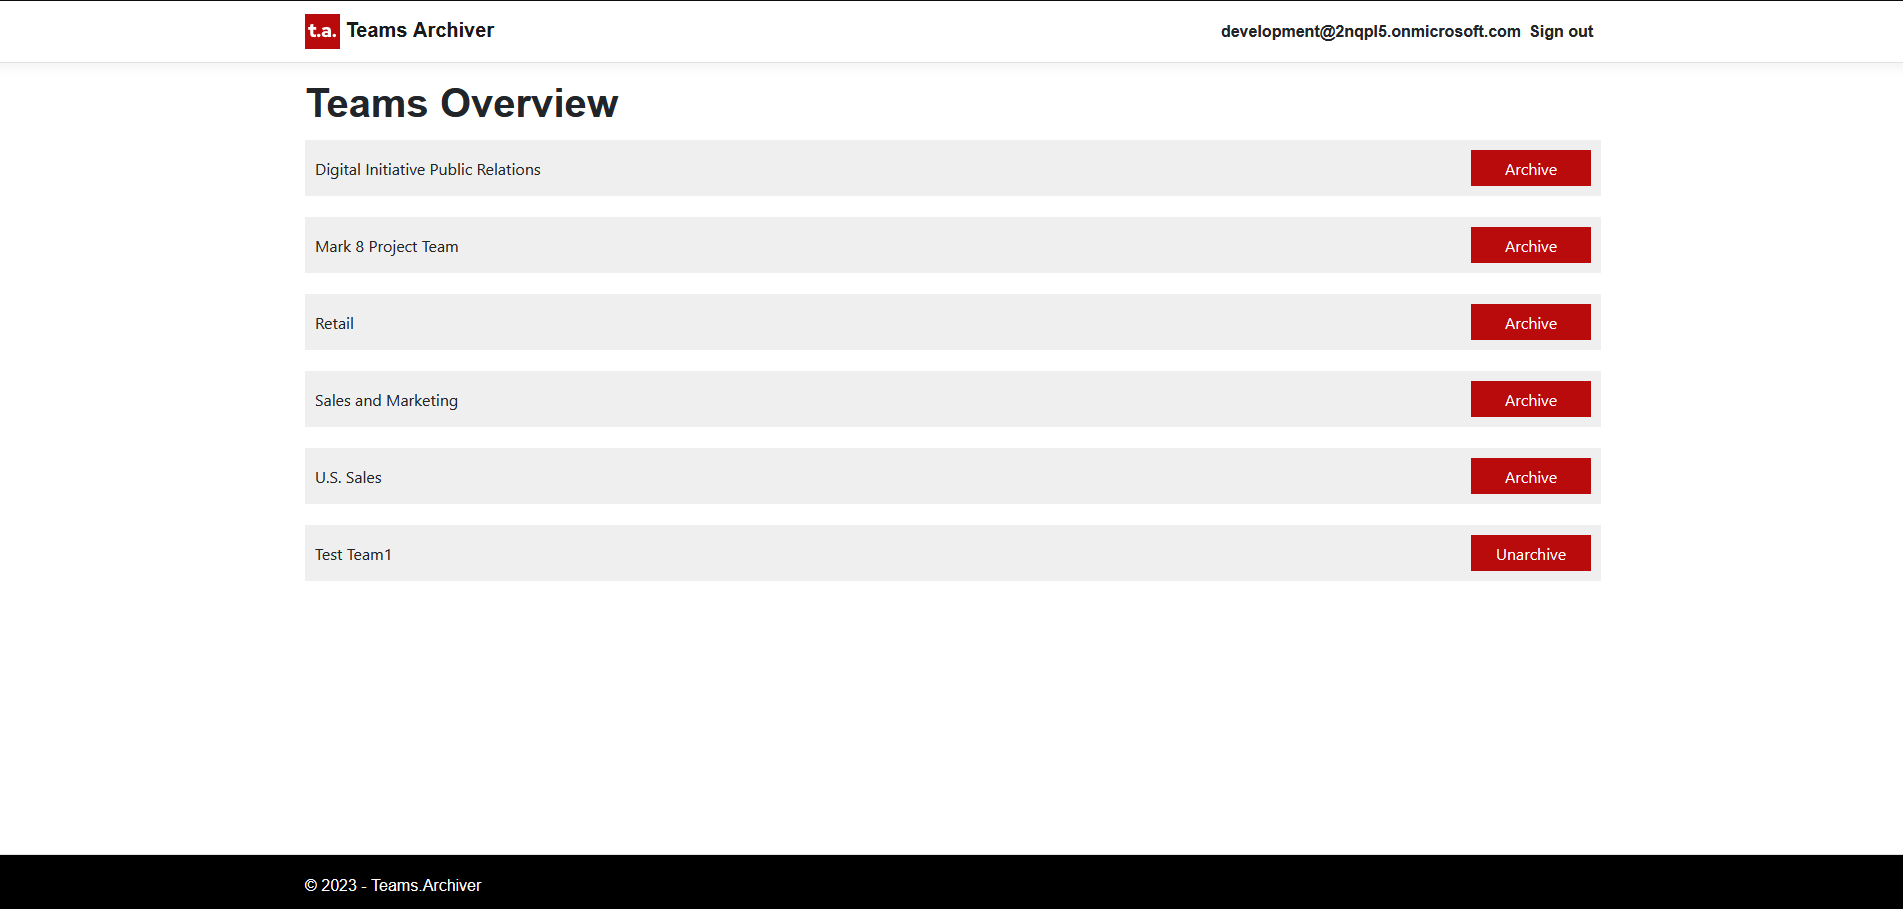 t.a. Teams Archiver
development@2nqpl5.onmicrosoft.com Sign out
Teams Overview
Digital Initiative Public Relations Archive
Mark 8 Project Team Archive
Retail Archive
Sales and Marketing Archive
U.S. Sales Archive
Test Team1 Unarchive
© 2023 - Teams.Archiver